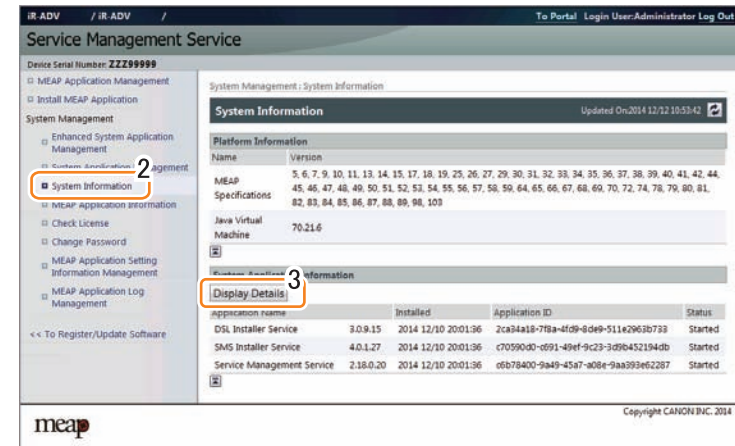 iR-ADV / iR-ADV / To Portal Login User:Administrator Log Out
Service Management Service
Device Serial Number: ZZZ99999
MEAP Application Management
Install MEAP Application
System Management
Enhanced System Application
Management
System Application Management
2
System Information
MEAP Application Information
Check License
Change Password
MEAP Application Setting
Information Management
MEAP Application Log
Management
<< To Register/Update Software
System Management : System Information
System Information Updated On:2014 12/12 10:53:42
Platform Information
Name Version
MEAP Specifications 5, 6, 7, 9, 10, 11, 13, 14, 15, 17, 18, 19, 25, 26, 27, 29, 30, 31, 32, 33, 34, 35, 36, 37, 38, 39, 40, 41, 42, 44,
45, 46, 47, 48, 49, 50, 51, 52, 53, 54, 55, 56, 57, 58, 59, 64, 65, 66, 67, 68, 69, 70, 72, 74, 78, 79, 80, 81,
82, 83, 84, 85, 86, 87, 88, 89, 98, 103
Java Virtual Machine 70.21.6
System Application Information
3
Display Details
Application Name Installed Application ID Status
DSL Installer Service 3.0.9.15 2014 12/10 20:01:36 2ca34a18-7f8a-4fd9-8de9-511e2963b733 Started
SMS Installer Service 4.0.1.27 2014 12/10 20:01:36 c70590d0-c691-49ef-9c23-3d9b452194db Started
Service Management Service 2.18.0.20 2014 12/10 20:01:36 c6b78400-9a49-45a7-a08e-9aa393e62287 Started
Copyright CANON INC. 2014
meap